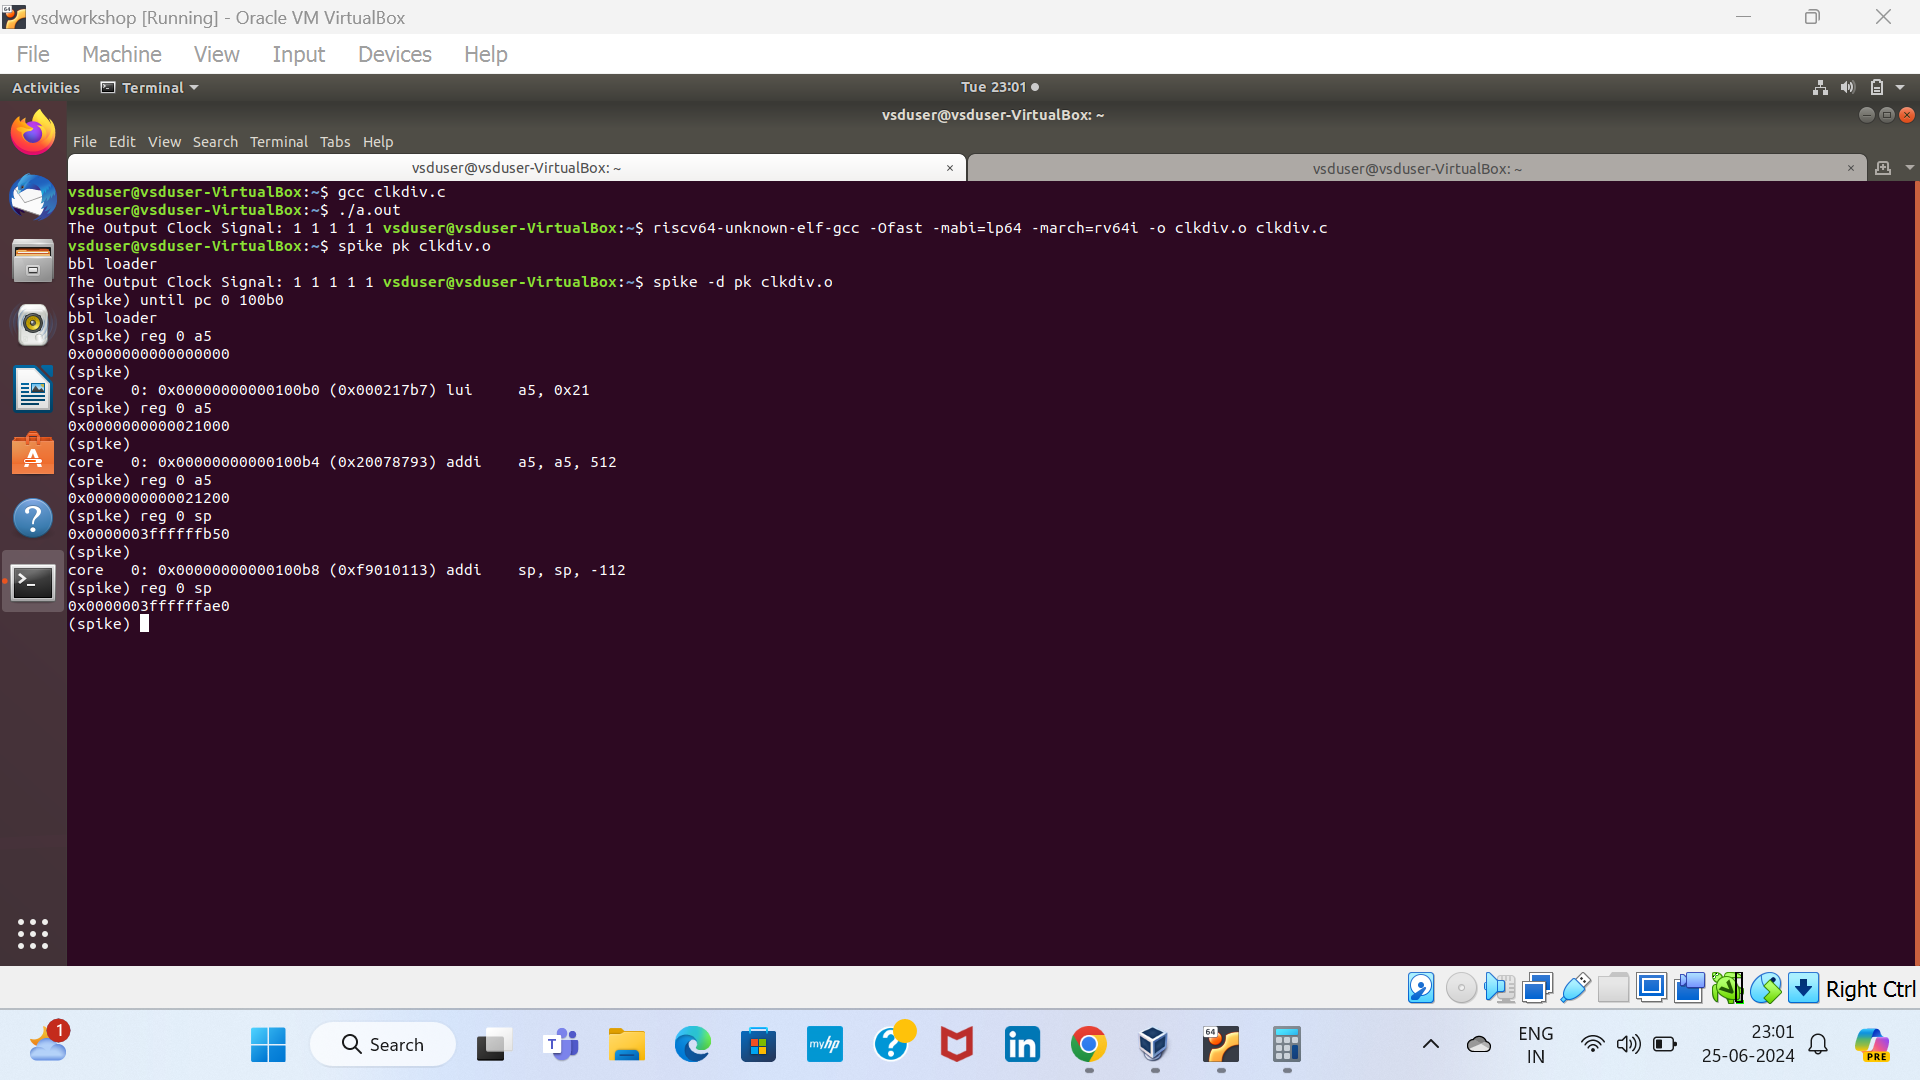 vsdworkshop [Running] - Oracle VM VirtualBox
File Machine View Input Devices Help
Activities Terminal Tue 23:01
vsduser@vsduser-VirtualBox: ~
File Edit View Search Terminal Tabs Help
vsduser@vsduser-VirtualBox: ~ × vsduser@vsduser-VirtualBox: ~ ×
vsduser@vsduser-VirtualBox:~$ gcc clkdiv.c
vsduser@vsduser-VirtualBox:~$ ./a.out
The Output Clock Signal: 1 1 1 1 1 vsduser@vsduser-VirtualBox:~$ riscv64-unknown-elf-gcc -Ofast -mabi=lp64 -march=rv64i -o clkdiv.o clkdiv.c
vsduser@vsduser-VirtualBox:~$ spike pk clkdiv.o
bbl loader
The Output Clock Signal: 1 1 1 1 1 vsduser@vsduser-VirtualBox:~$ spike -d pk clkdiv.o
(spike) until pc 0 100b0
bbl loader
(spike) reg 0 a5
0x0000000000000000
(spike)
core   0: 0x00000000000100b0 (0x000217b7) lui     a5, 0x21
(spike) reg 0 a5
0x0000000000021000
(spike)
core   0: 0x00000000000100b4 (0x20078793) addi    a5, a5, 512
(spike) reg 0 a5
0x0000000000021200
(spike) reg 0 sp
0x0000003ffffffb50
(spike)
core   0: 0x00000000000100b8 (0xf9010113) addi    sp, sp, -112
(spike) reg 0 sp
0x0000003ffffffae0
(spike)
Right Ctrl
1
Search
T
myhp
?
in
64
ENG
IN
23:01
25-06-2024
PRE